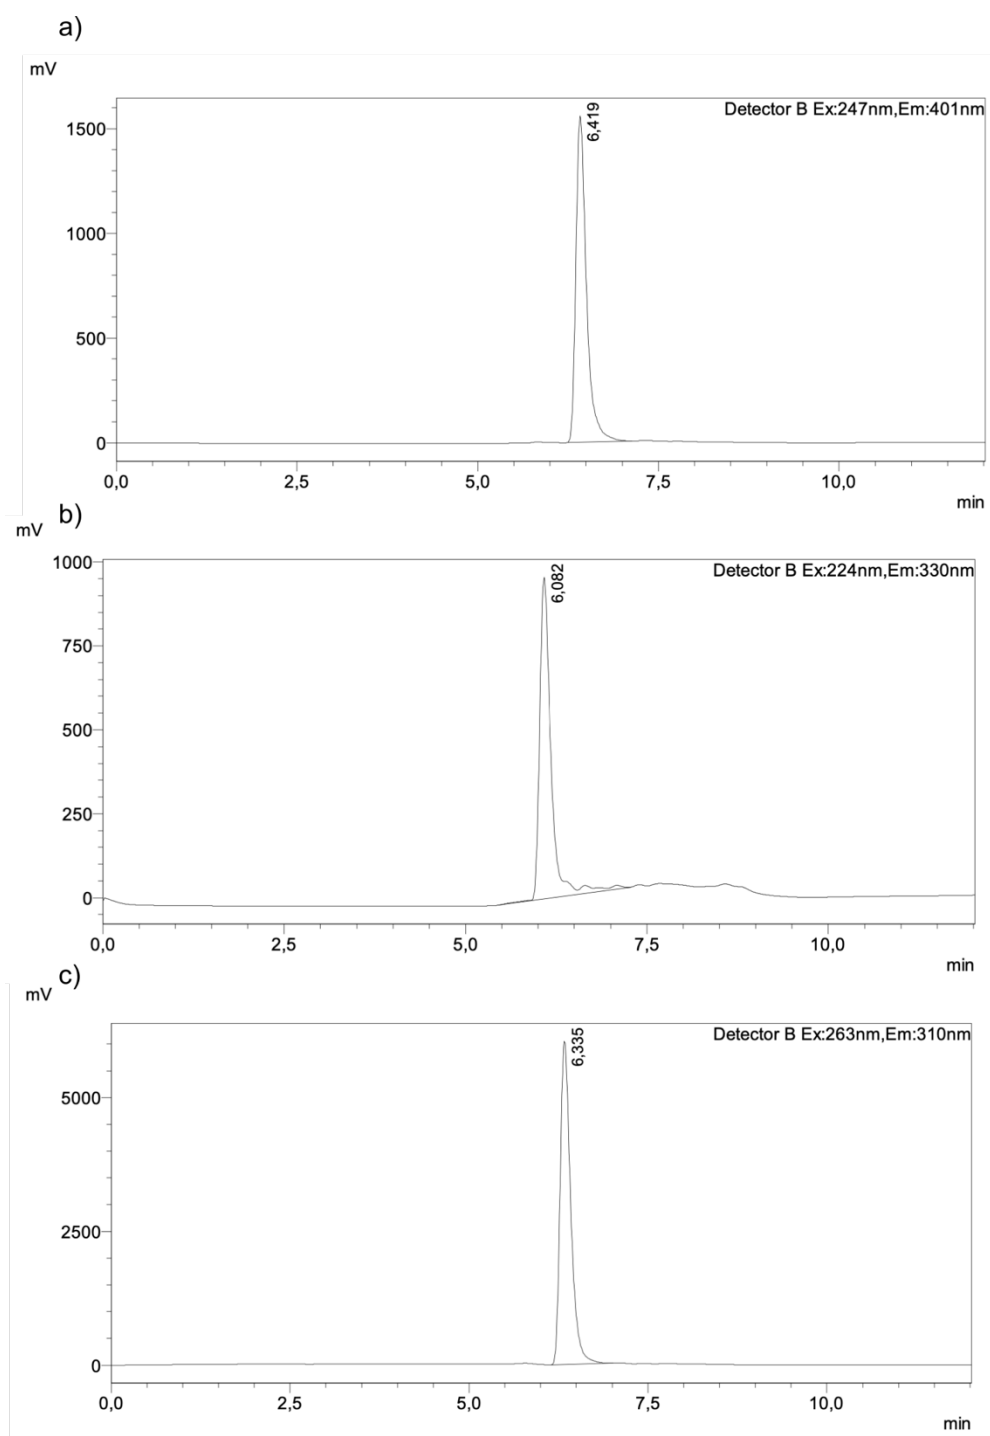 a)
mV
Detector B Ex:247nm,Em:401nm
6,419
1500
1000
500
0
0,0 2,5 5,0 7,5 10,0
min
b)
mV
Detector B Ex:224nm,Em:330nm
6,082
1000
750
500
250
0
0,0 2,5 5,0 7,5 10,0
min
c)
mV
Detector B Ex:263nm,Em:310nm
6,335
5000
2500
0
0,0 2,5 5,0 7,5 10,0
min